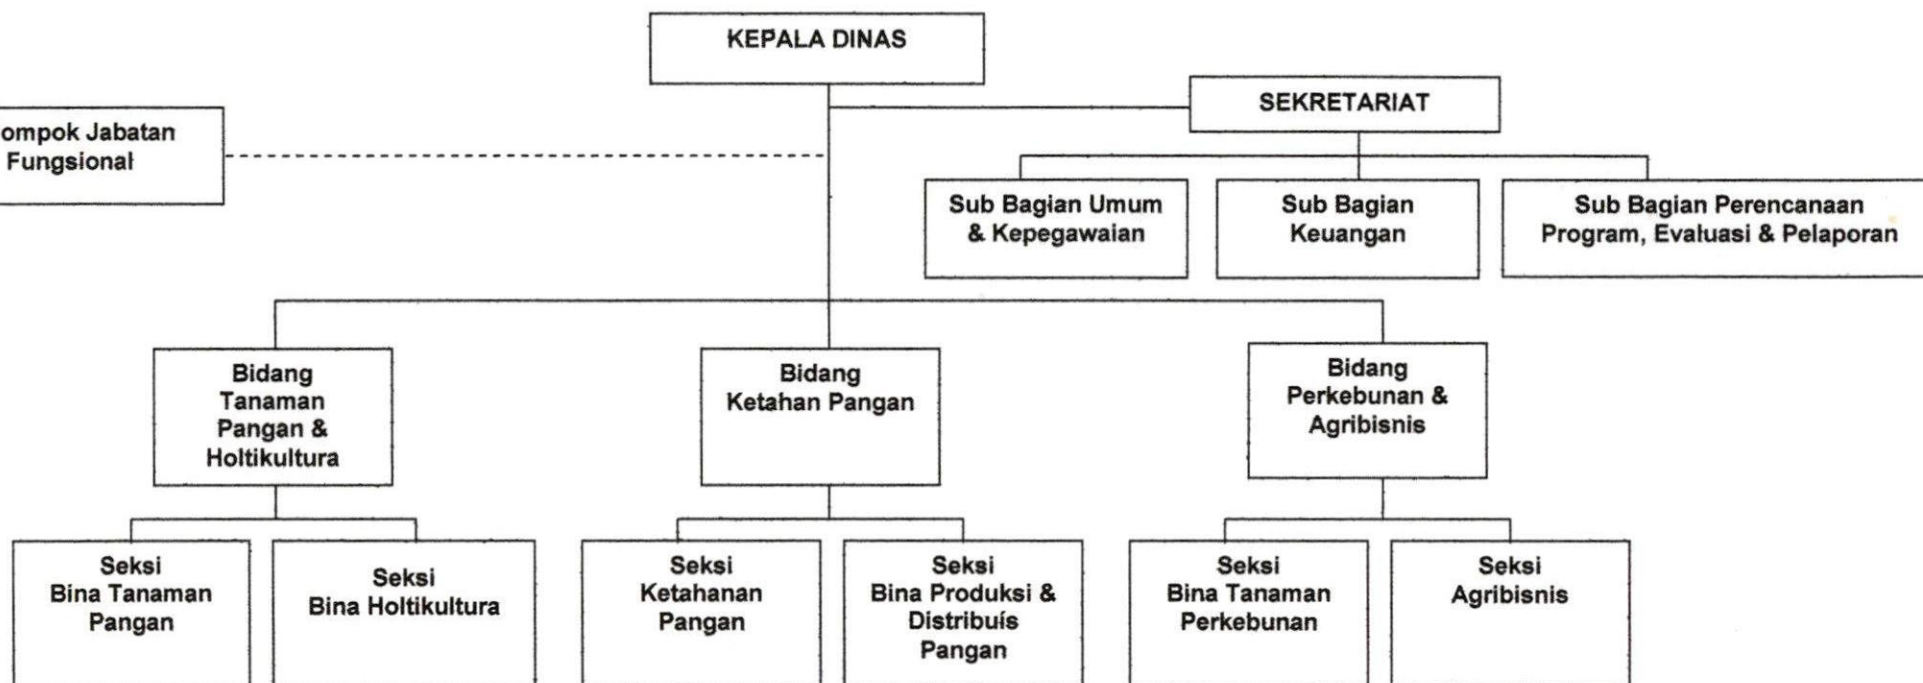 KEPALA DINAS
SEKRETARIAT
ompok Jabatan
Fungsional
Sub Bagian Umum
& Kepegawaian
Sub Bagian
Keuangan
Sub Bagian Perencanaan
Program, Evaluasi & Pelaporan
Bidang
Tanaman
Pangan &
Holtikultura
Bidang
Ketahan Pangan
Bidang
Perkebunan &
Agribisnis
Seksi
Bina Tanaman
Pangan
Seksi
Bina Holtikultura
Seksi
Ketahanan
Pangan
Seksi
Bina Produksi &
Distribuis
Pangan
Seksi
Bina Tanaman
Perkebunan
Seksi
Agribisnis